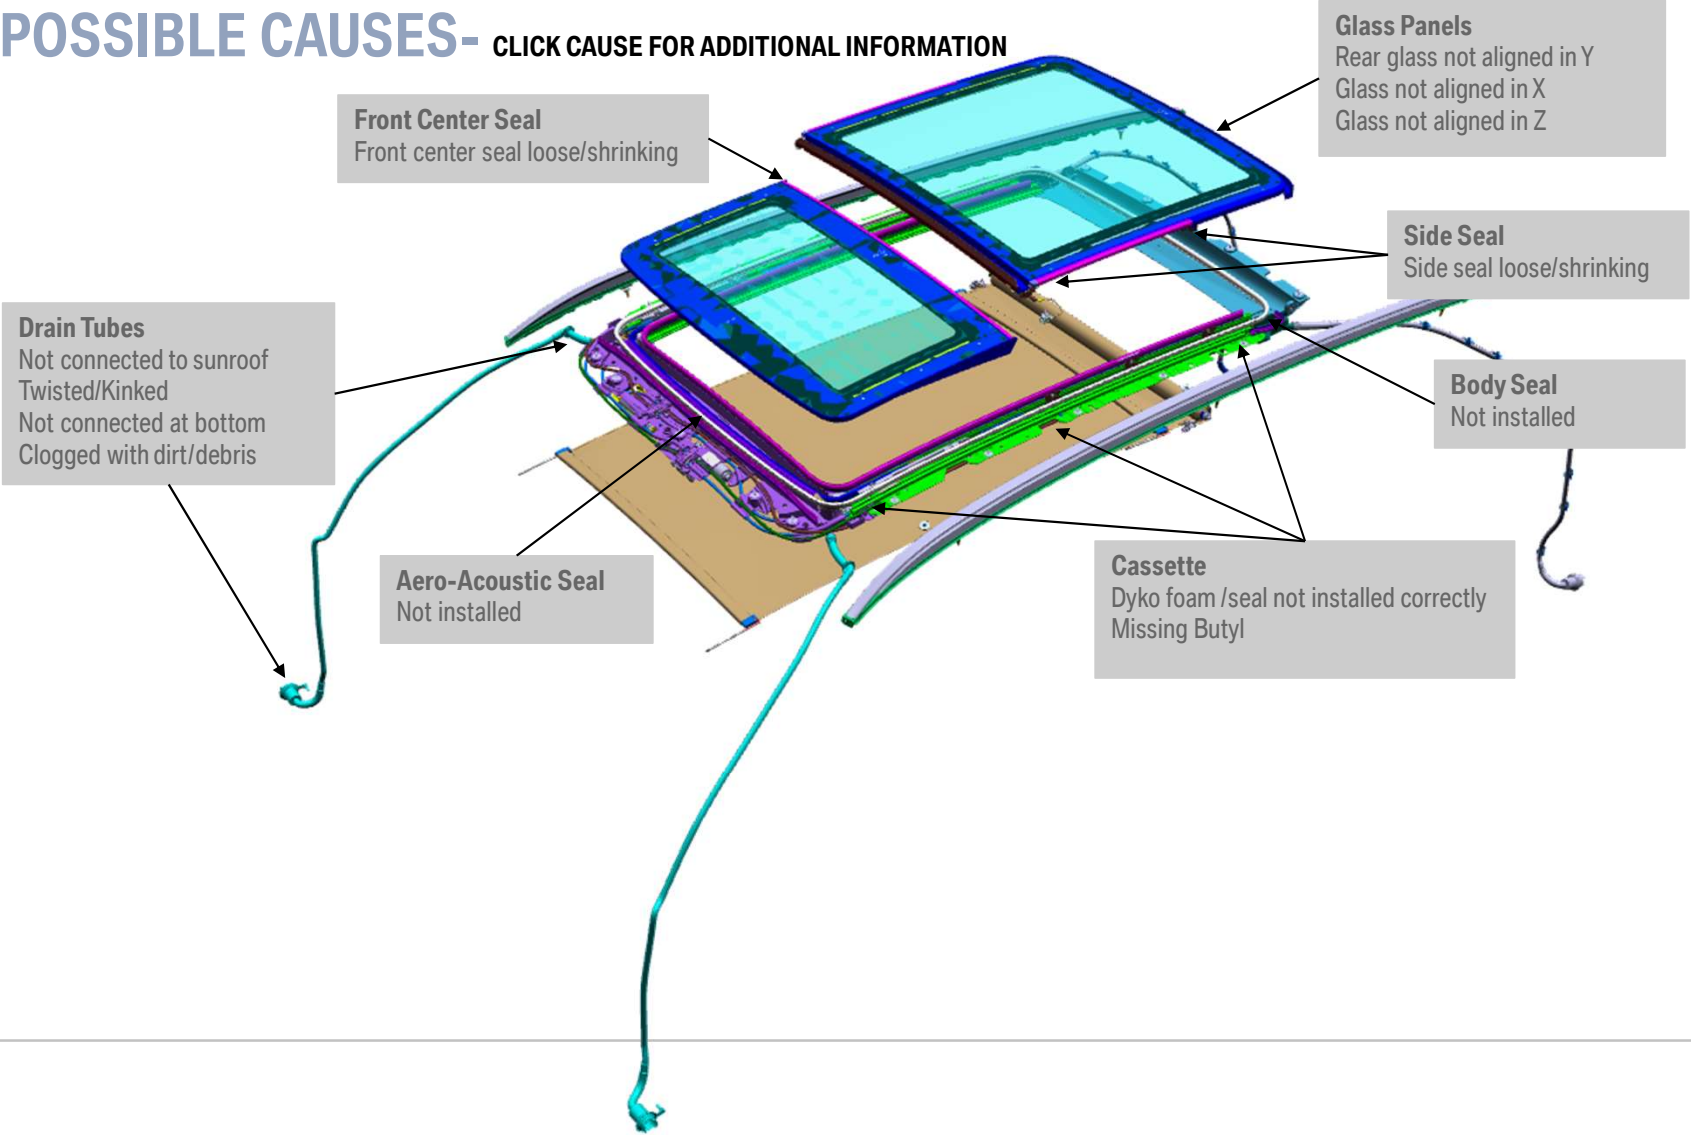 POSSIBLE CAUSES- CLICK CAUSE FOR ADDITIONAL INFORMATION
Glass Panels
Rear glass not aligned in Y
Glass not aligned in X
Glass not aligned in Z
Front Center Seal
Front center seal loose/shrinking
Side Seal
Side seal loose/shrinking
Drain Tubes
Not connected to sunroof
Twisted/Kinked
Not connected at bottom
Clogged with dirt/debris
Body Seal
Not installed
Aero-Acoustic Seal
Not installed
Cassette
Dyko foam /seal not installed correctly
Missing Butyl